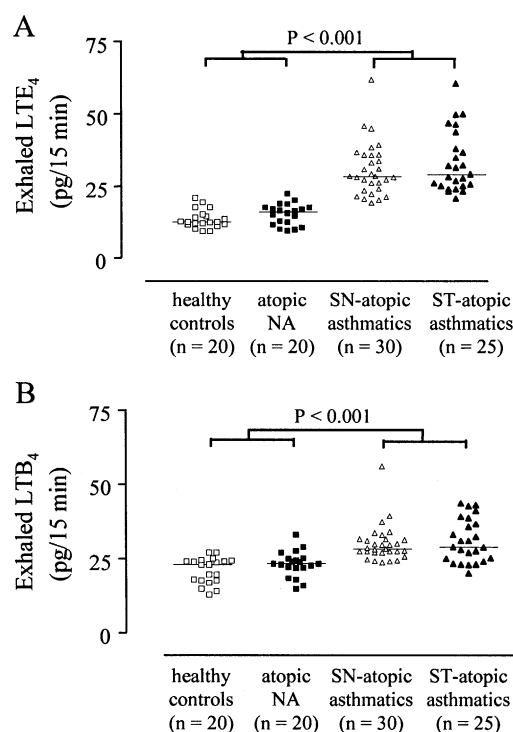 A
75
P < 0.001
50
25
0
Exhaled LTE4
(pg/15 min)
healthy controls (n = 20)
atopic NA (n = 20)
SN-atopic asthmatics (n = 30)
ST-atopic asthmatics (n = 25)
B
75
P < 0.001
50
25
0
Exhaled LTB4
(pg/15 min)
healthy controls (n = 20)
atopic NA (n = 20)
SN-atopic asthmatics (n = 30)
ST-atopic asthmatics (n = 25)